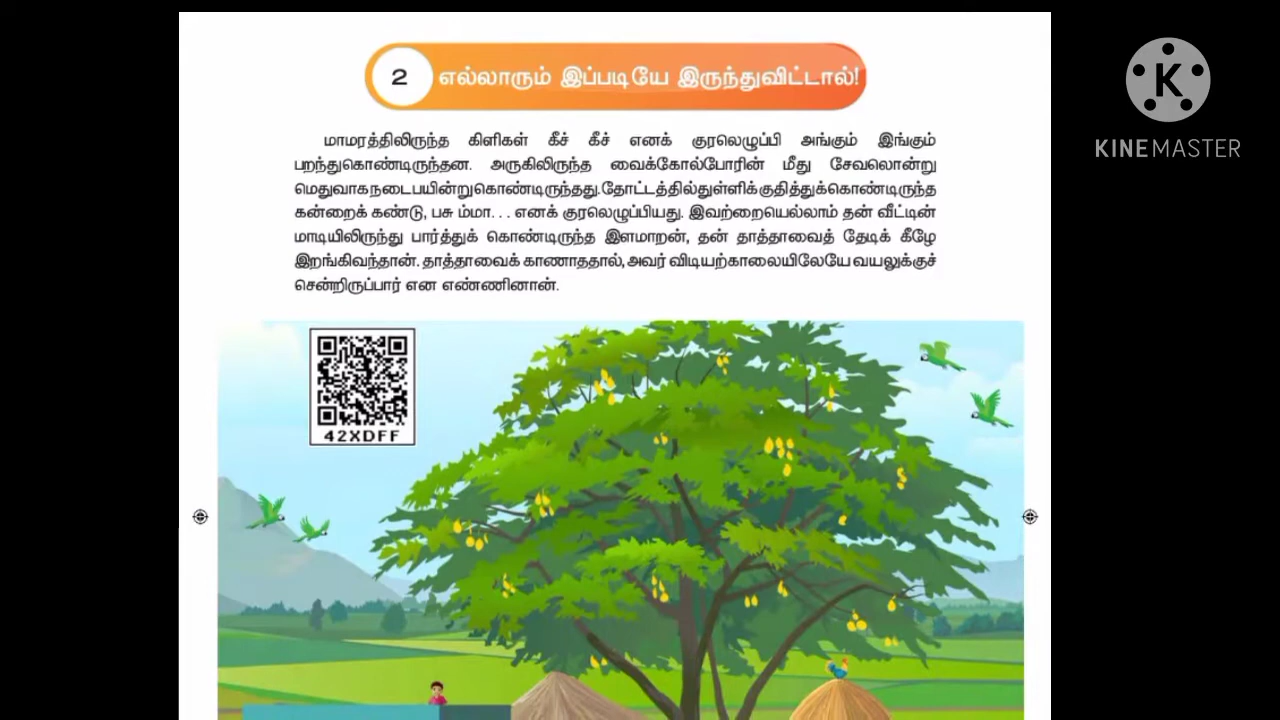 2 எல்லாரும் இப்படியே இருந்துவிட்டால்!
மாமரத்திலிருந்த கிளிகள் கீச் கீச் எனக் குரலெழுப்பி அங்கும் இங்கும்
பறந்துகொண்டிருந்தன. அருகிலிருந்த வைக்கோல்போரின் மீது சேவலொன்று
மெதுவாக நடைபயின்றுகொண்டிருந்தது. தோட்டத்தில் துள்ளிக் குதித்துக்கொண்டிருந்த
கன்றைக் கண்டு, பசு ம்மா... எனக் குரலெழுப்பியது. இவற்றையெல்லாம் தன் வீட்டின்
மாடியிலிருந்து பார்த்துக் கொண்டிருந்த இளமாறன், தன் தாத்தாவைத் தேடிக் கீழே
இறங்கிவந்தான். தாத்தாவைக் காணாததால், அவர் விடியற்காலையிலேயே வயலுக்குச்
சென்றிருப்பார் என எண்ணினான்.
42XDFF
K
KINEMASTER